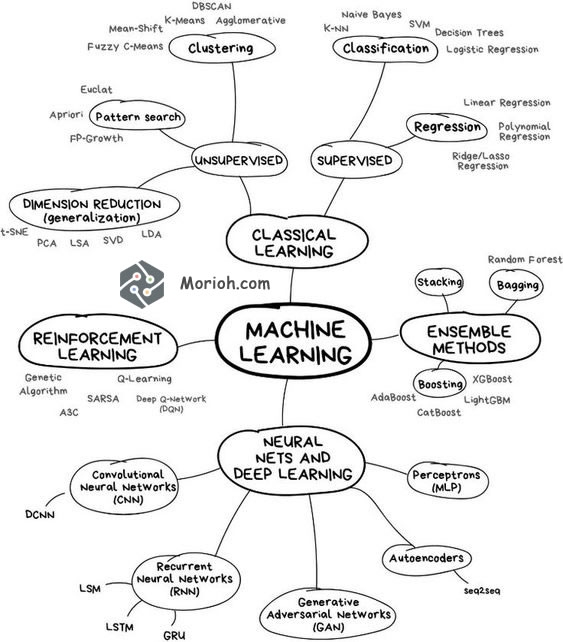 DBSCAN
K-Means
Agglomerative
Mean-Shift
Fuzzy C-Means
Clustering
Naive Bayes
SVM
K-NN
Decision Trees
Classification
Logistic Regression
Euclat
Apriori
Pattern search
FP-Growth
Linear Regression
Regression
Polynomial
Regression
Ridge/Lasso
Regression
UNSUPERVISED
SUPERVISED
DIMENSION REDUCTION
(generalization)
t-SNE
PCA
LSA
SVD
LDA
CLASSICAL
LEARNING
Morioh.com
Random Forest
Stacking
Bagging
MACHINE
LEARNING
REINFORCEMENT
LEARNING
ENSEMBLE
METHODS
Genetic
Algorithm
Q-Learning
SARSA
Deep Q-Network
(DQN)
A3C
Boosting
XGBoost
AdaBoost
LightGBM
CatBoost
NEURAL
NETS AND
DEEP LEARNING
Convolutional
Neural Networks
(CNN)
DCNN
Perceptrons
(MLP)
Recurrent
Neural Networks
(RNN)
LSM
LSTM
GRU
Autoencoders
seq2seq
Generative
Adversarial Networks
(GAN)